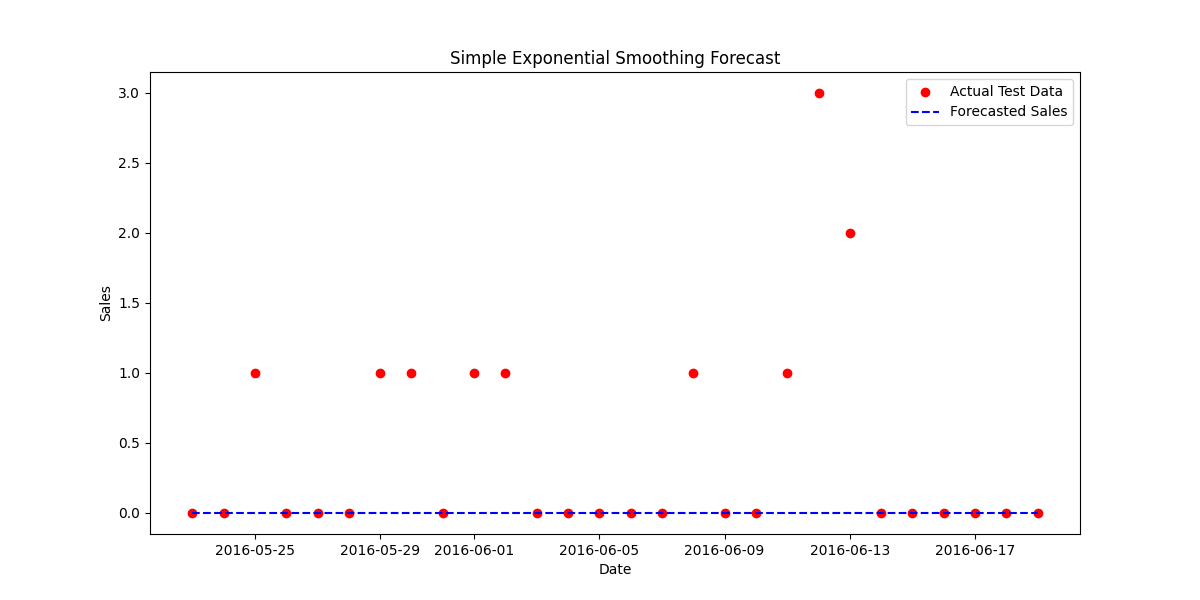 Simple Exponential Smoothing Forecast
Actual Test Data
Forecasted Sales
3.0
2.5
2.0
1.5
1.0
0.5
0.0
Sales
2016-05-25 2016-05-29 2016-06-01 2016-06-05 2016-06-09 2016-06-13 2016-06-17
Date